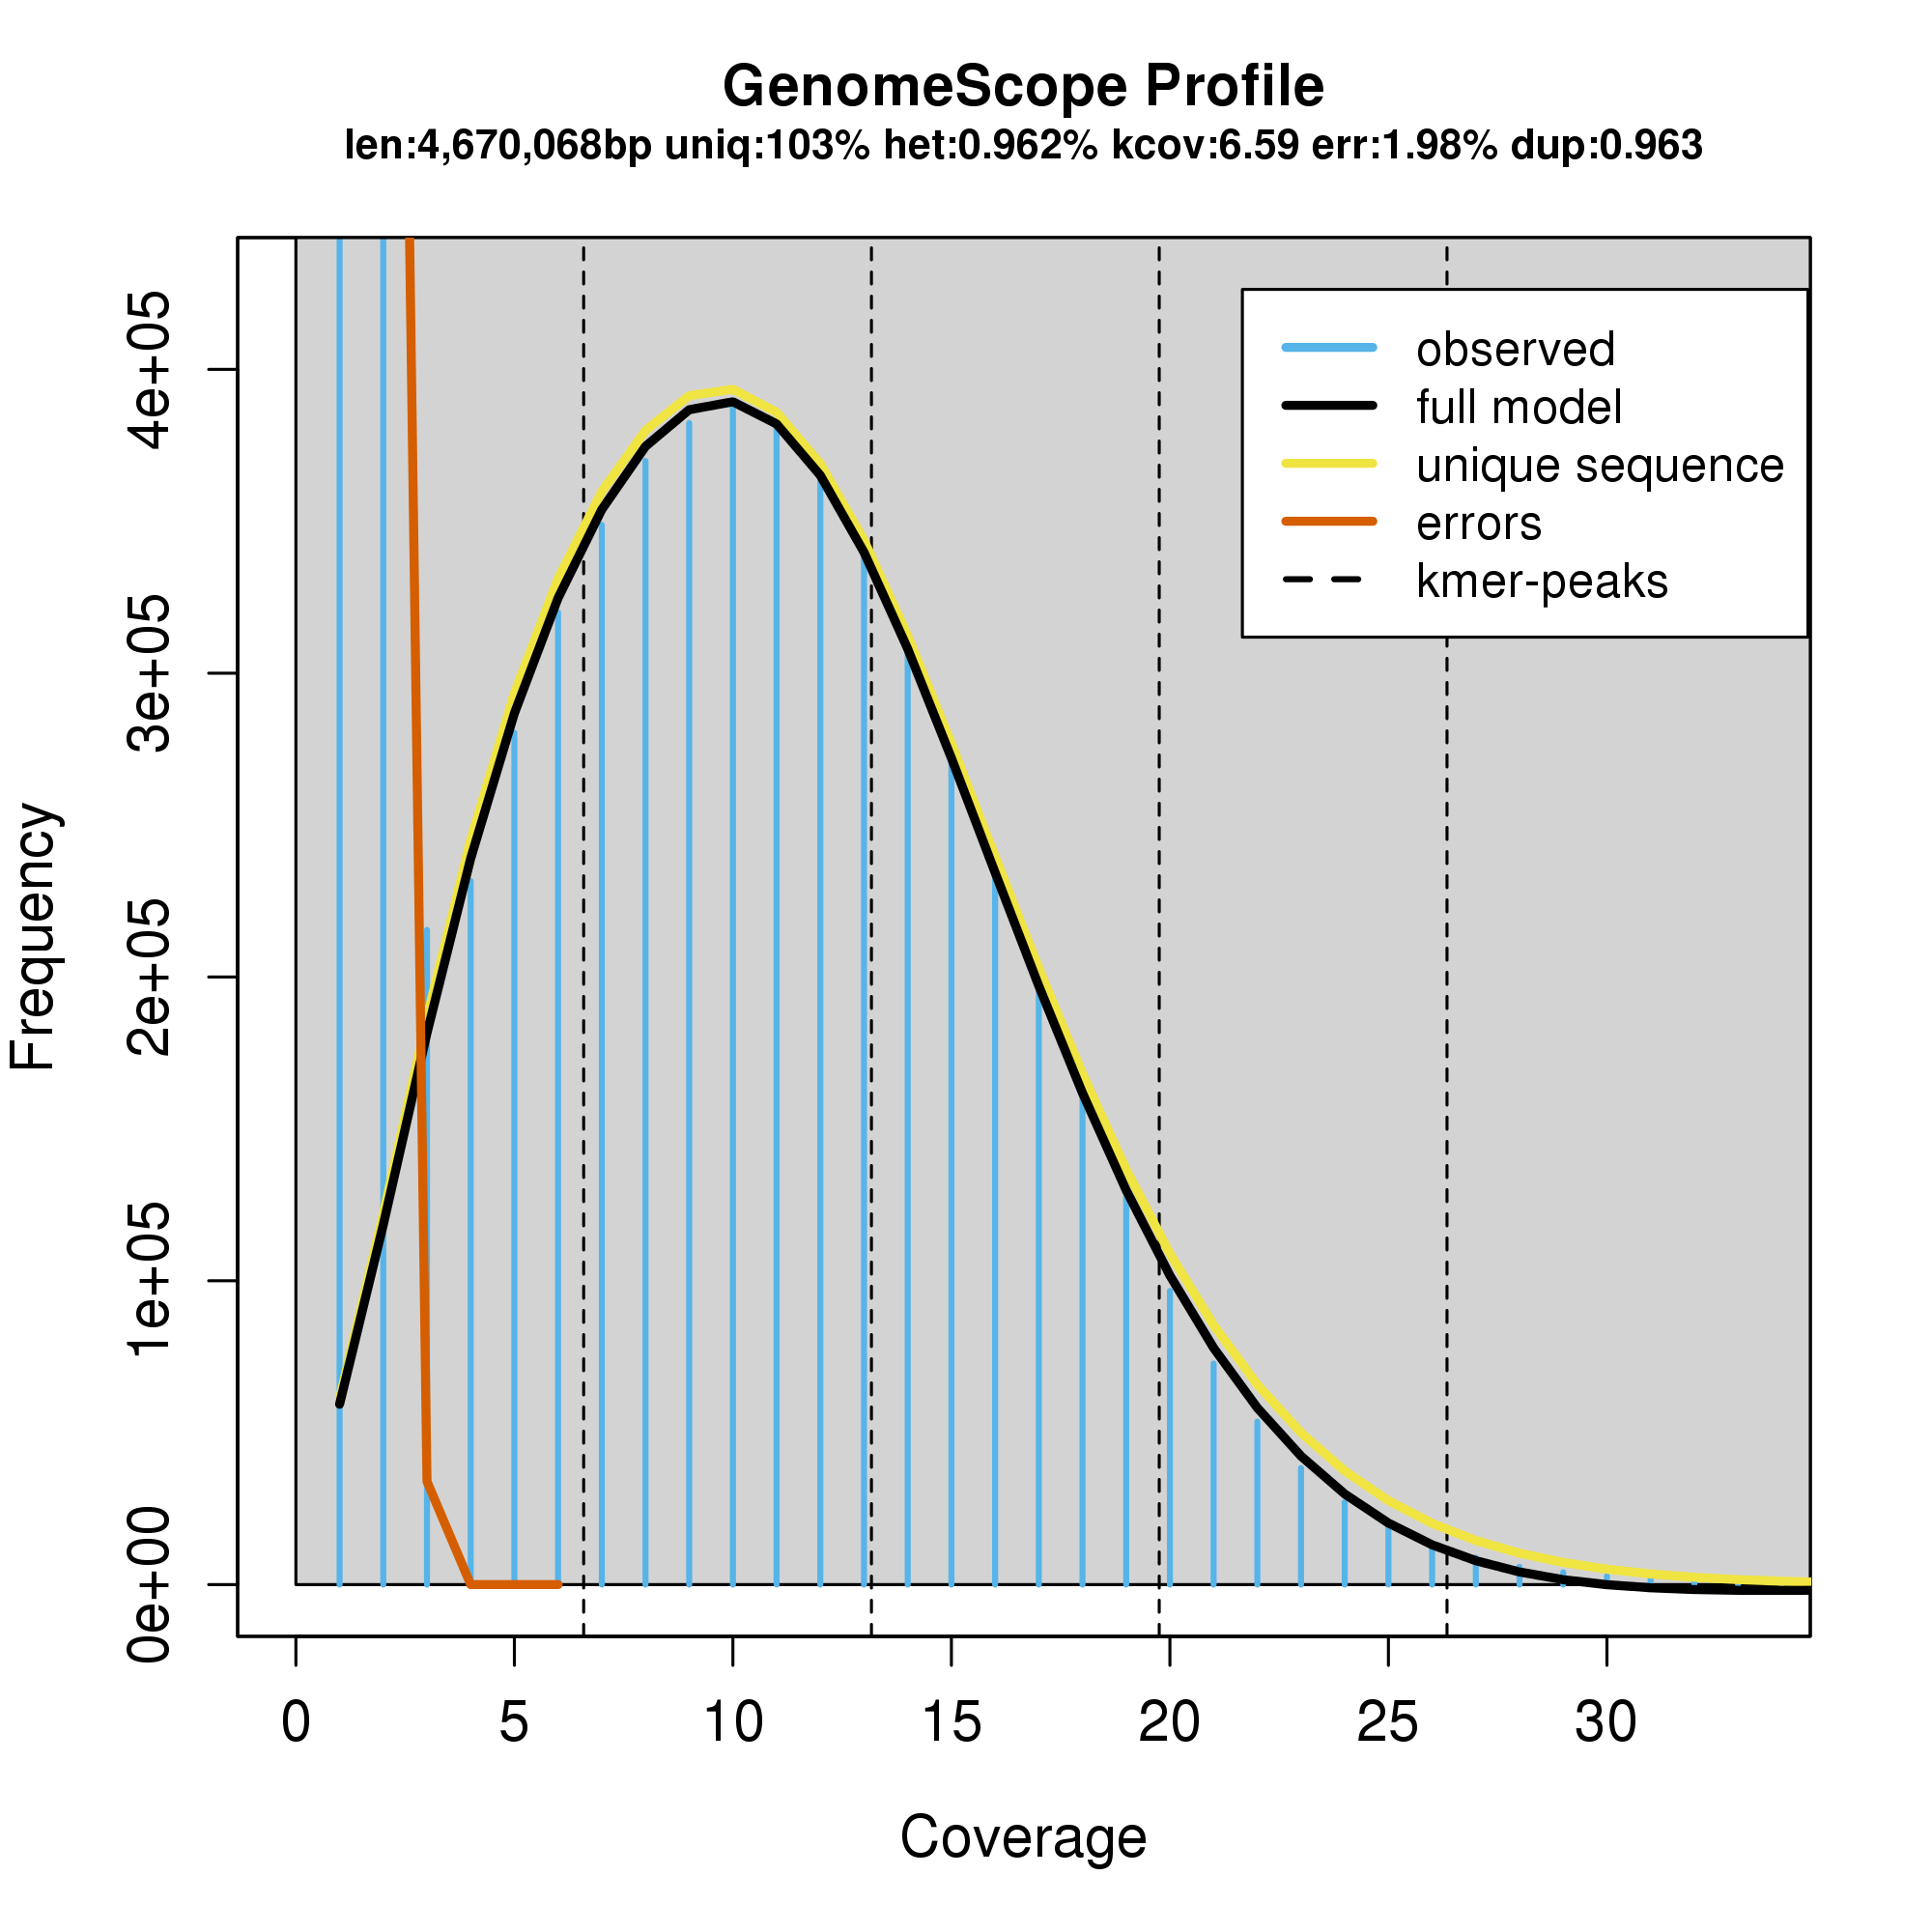 GenomeScope Profile
len:4,670,068bp uniq:103% het:0.962% kcov:6.59 err:1.98% dup:0.963
observed
full model
unique sequence
errors
kmer-peaks
Frequency
4e+05
3e+05
2e+05
1e+05
0e+00
0 5 10 15 20 25 30
Coverage